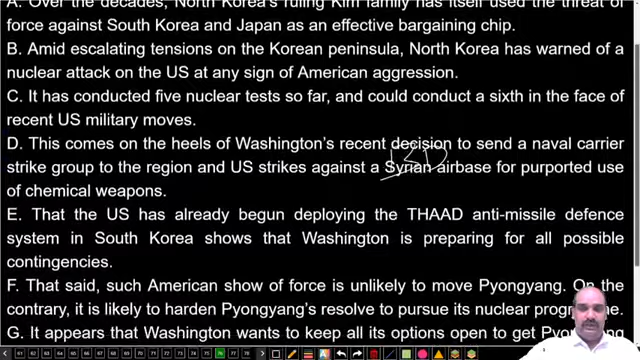 A. Over the decades, North Korea's ruling Kim family has itself used the threat of
force against South Korea and Japan as an effective bargaining chip.
B. Amid escalating tensions on the Korean peninsula, North Korea has warned of a
nuclear attack on the US at any sign of American aggression.
C. It has conducted five nuclear tests so far, and could conduct a sixth in the face of
recent US military moves.
D. This comes on the heels of Washington's recent decision to send a naval carrier
strike group to the region and US strikes against a Syrian airbase for purported use
of chemical weapons.
E. That the US has already begun deploying the THAAD anti-missile defence
system in South Korea shows that Washington is preparing for all possible
contingencies.
F. That said, such American show of force is unlikely to move Pyongyang. On the
contrary, it is likely to harden Pyongyang's resolve to pursue its nuclear programme.
G. It appears that Washington wants to keep all its options open to get Pyongyang